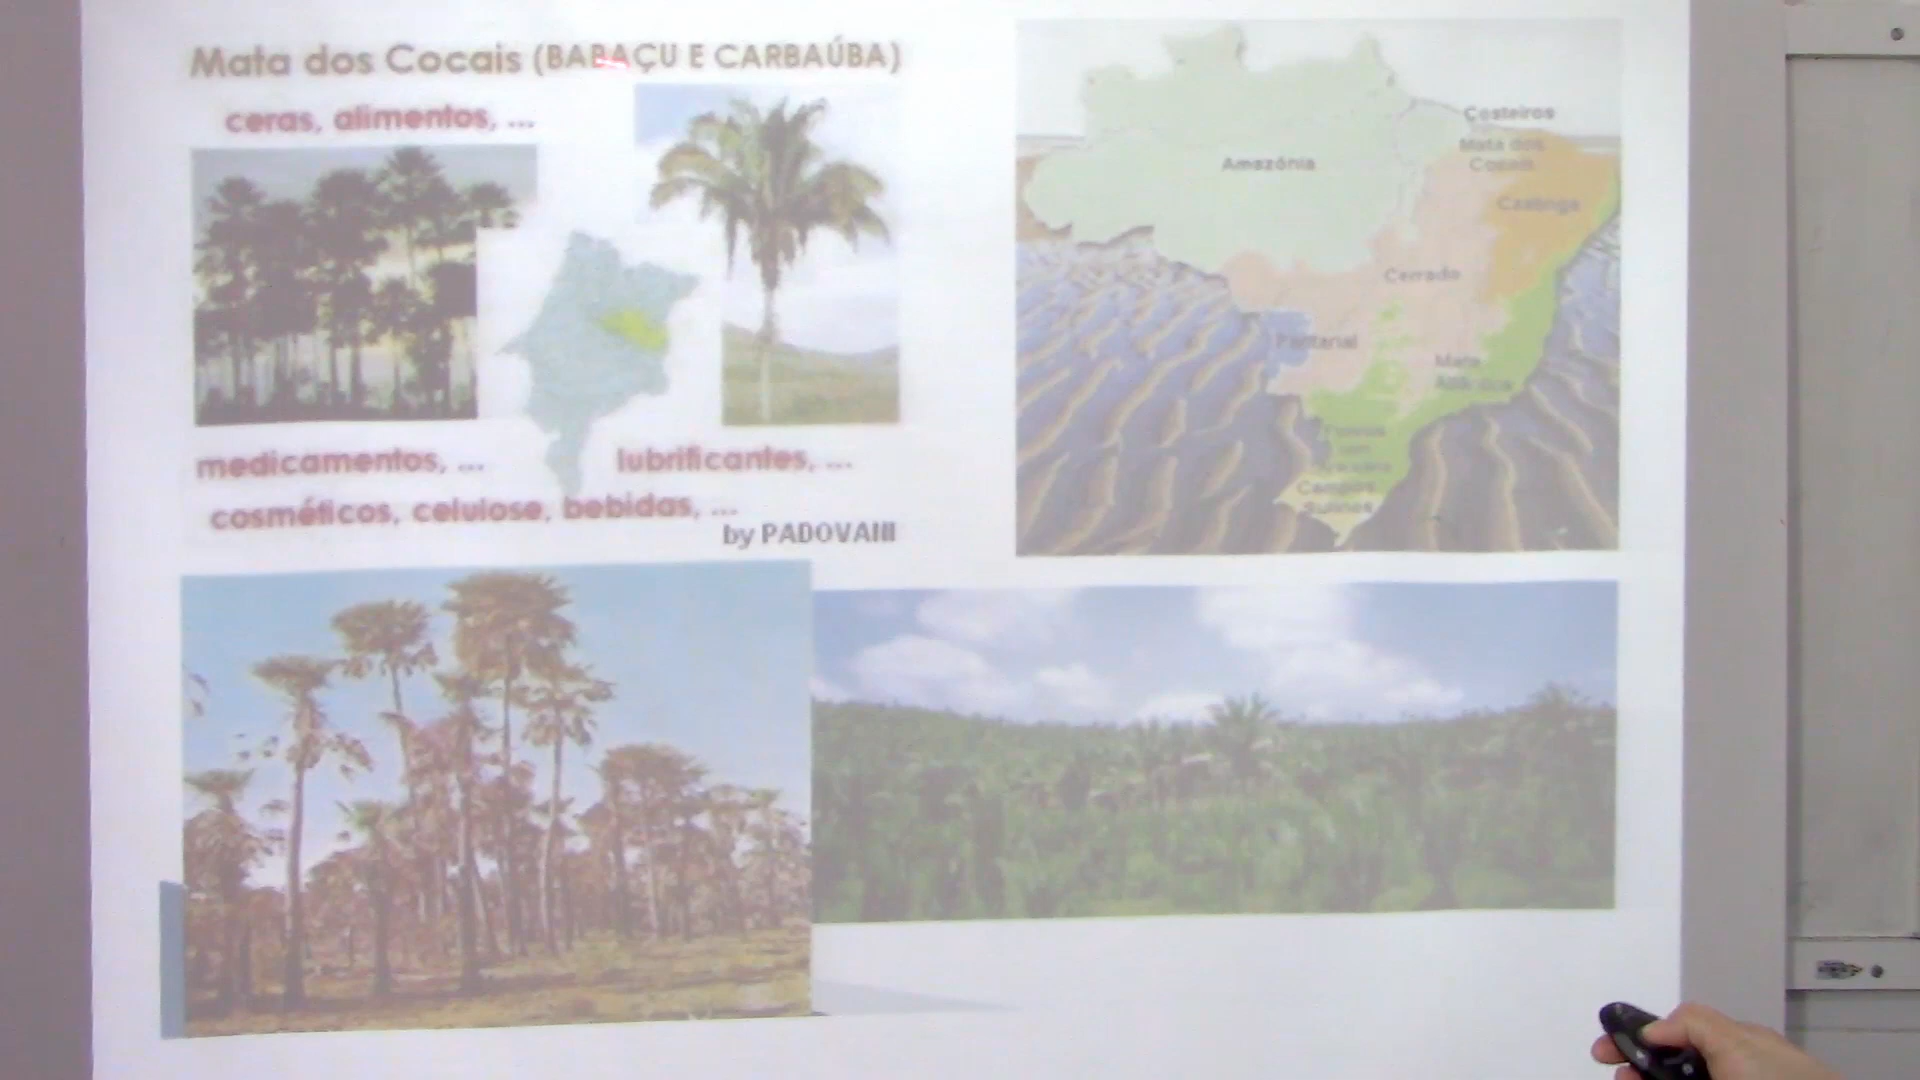 Mata dos Cocais (BABAÇU E CARBAÚBA)
ceras, alimentos, ...
medicamentos, ...
lubrificantes, ...
cosméticos, celulose, bebidas, ...
by PADOVAIII
Costeiros
Mata dos
Cocais
Amazônia
Caatinga
Cerrado
Pantanal
Mata
Atlântica
Campos
Sulinos